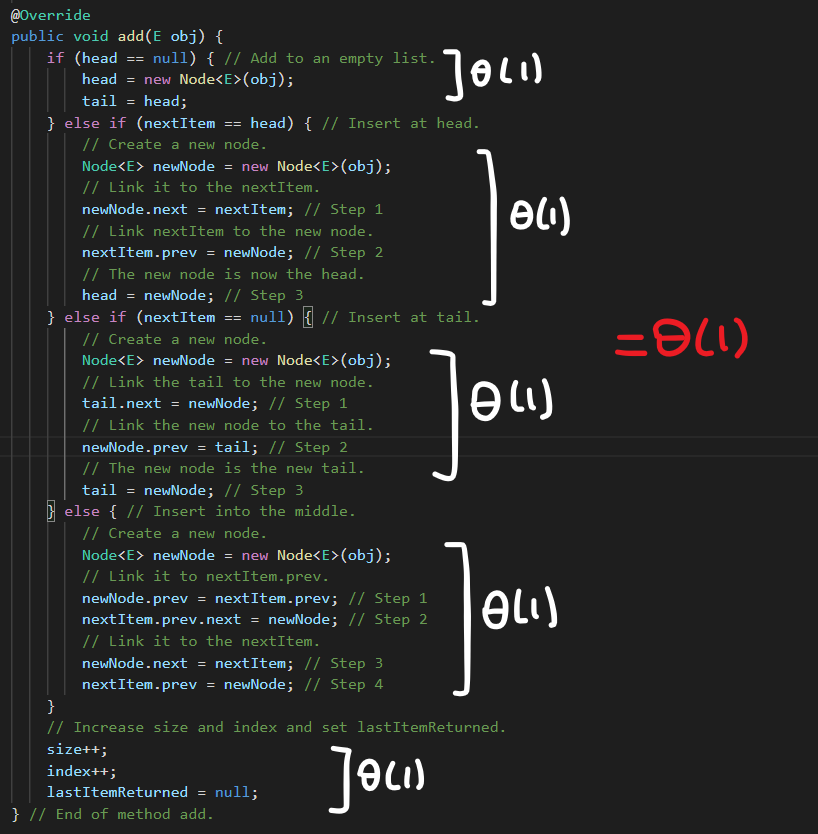 @Override
public void add(E obj) {
if (head == null) { // Add to an empty list.
head = new Node<E>(obj);
θ(1)
tail = head;
} else if (nextItem == head) { // Insert at head.
// Create a new node.
Node<E> newNode = new Node<E>(obj);
// Link it to the nextItem.
newNode.next = nextItem; // Step 1
θ(1)
// Link nextItem to the new node.
nextItem.prev = newNode; // Step 2
// The new node is now the head.
head = newNode; // Step 3
} else if (nextItem == null) { // Insert at tail.
= θ(1)
// Create a new node.
Node<E> newNode = new Node<E>(obj);
// Link the tail to the new node.
tail.next = newNode; // Step 1
θ(1)
// Link the new node to the tail.
newNode.prev = tail; // Step 2
// The new node is the new tail.
tail = newNode; // Step 3
} else { // Insert into the middle.
// Create a new node.
Node<E> newNode = new Node<E>(obj);
// Link it to nextItem.prev.
newNode.prev = nextItem.prev; // Step 1
θ(1)
nextItem.prev.next = newNode; // Step 2
// Link it to the nextItem.
newNode.next = nextItem; // Step 3
nextItem.prev = newNode; // Step 4
}
// Increase size and index and set lastItemReturned.
size++;
index++;
θ(1)
lastItemReturned = null;
} // End of method add.